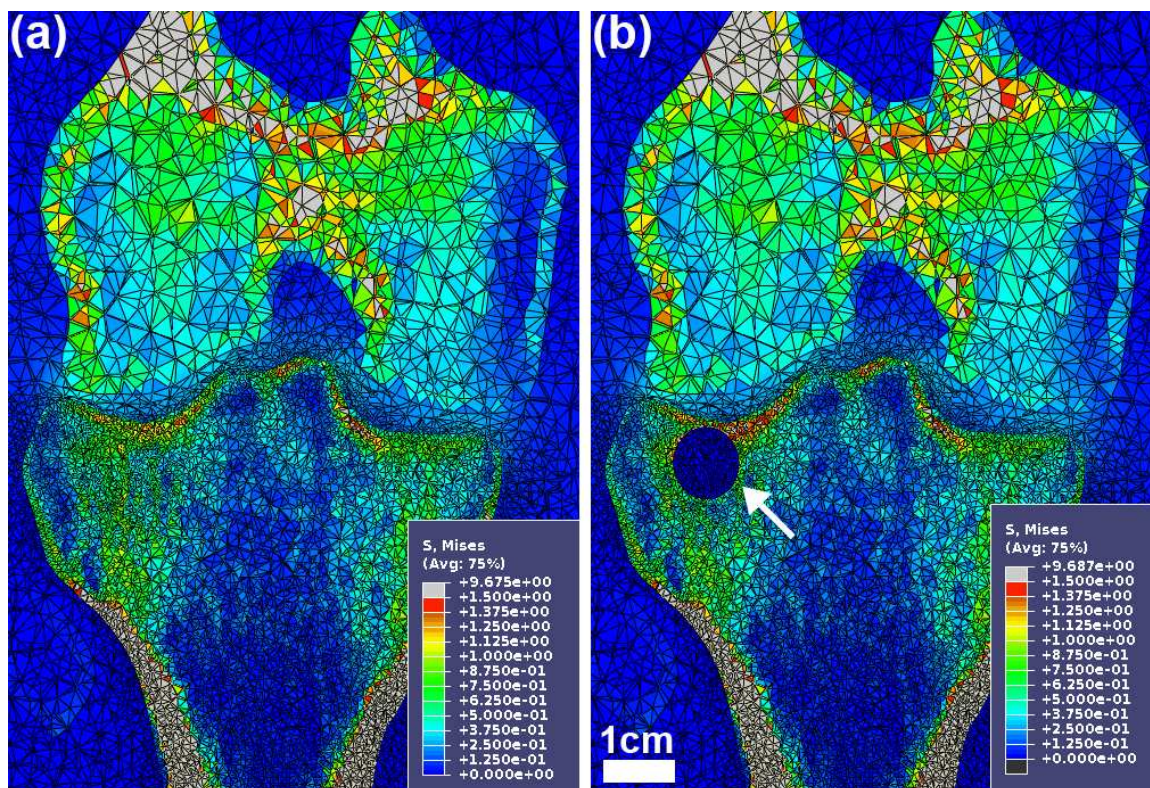 (a)
S, Mises
(Avg: 75%)
+9.675e+00
+1.500e+00
+1.375e+00
+1.250e+00
+1.125e+00
+1.000e+00
+8.750e-01
+7.500e-01
+6.250e-01
+5.000e-01
+3.750e-01
+2.500e-01
+1.250e-01
+0.000e+00
(b)
1cm
S, Mises
(Avg: 75%)
+9.687e+00
+1.500e+00
+1.375e+00
+1.250e+00
+1.125e+00
+1.000e+00
+8.750e-01
+7.500e-01
+6.250e-01
+5.000e-01
+3.750e-01
+2.500e-01
+1.250e-01
+0.000e+00